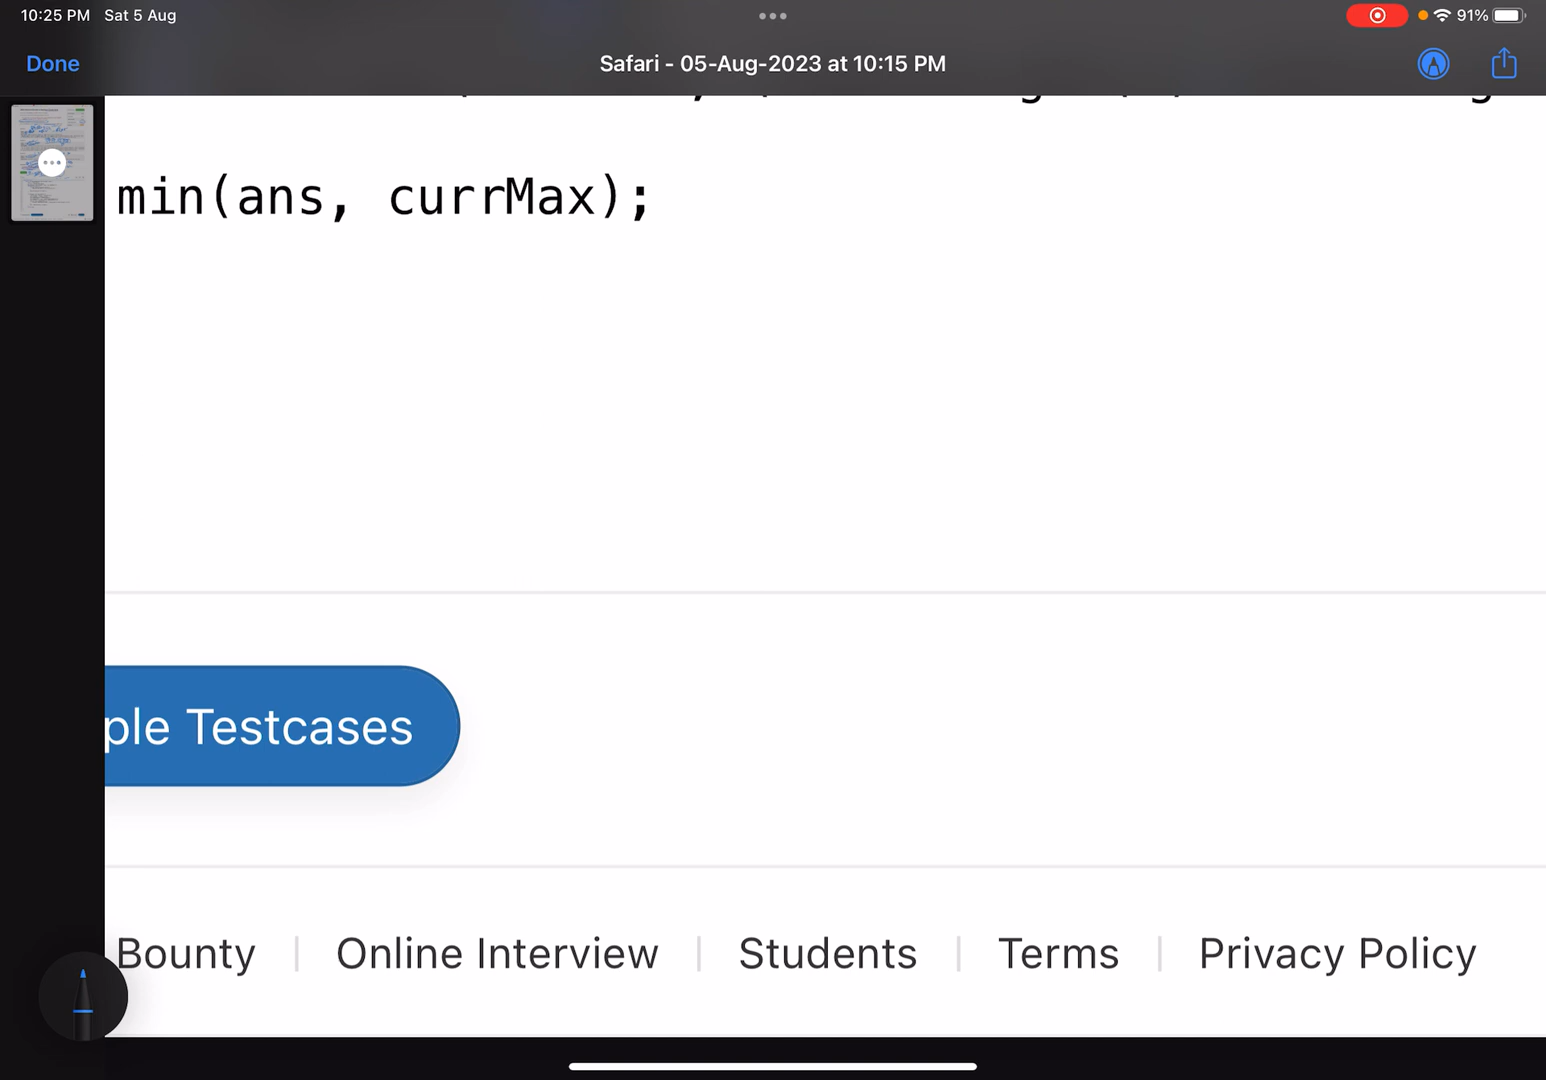 10:25 PM Sat 5 Aug
91%
Done
Safari - 05-Aug-2023 at 10:15 PM
min(ans, currMax);
ple Testcases
Bounty | Online Interview | Students | Terms | Privacy Policy